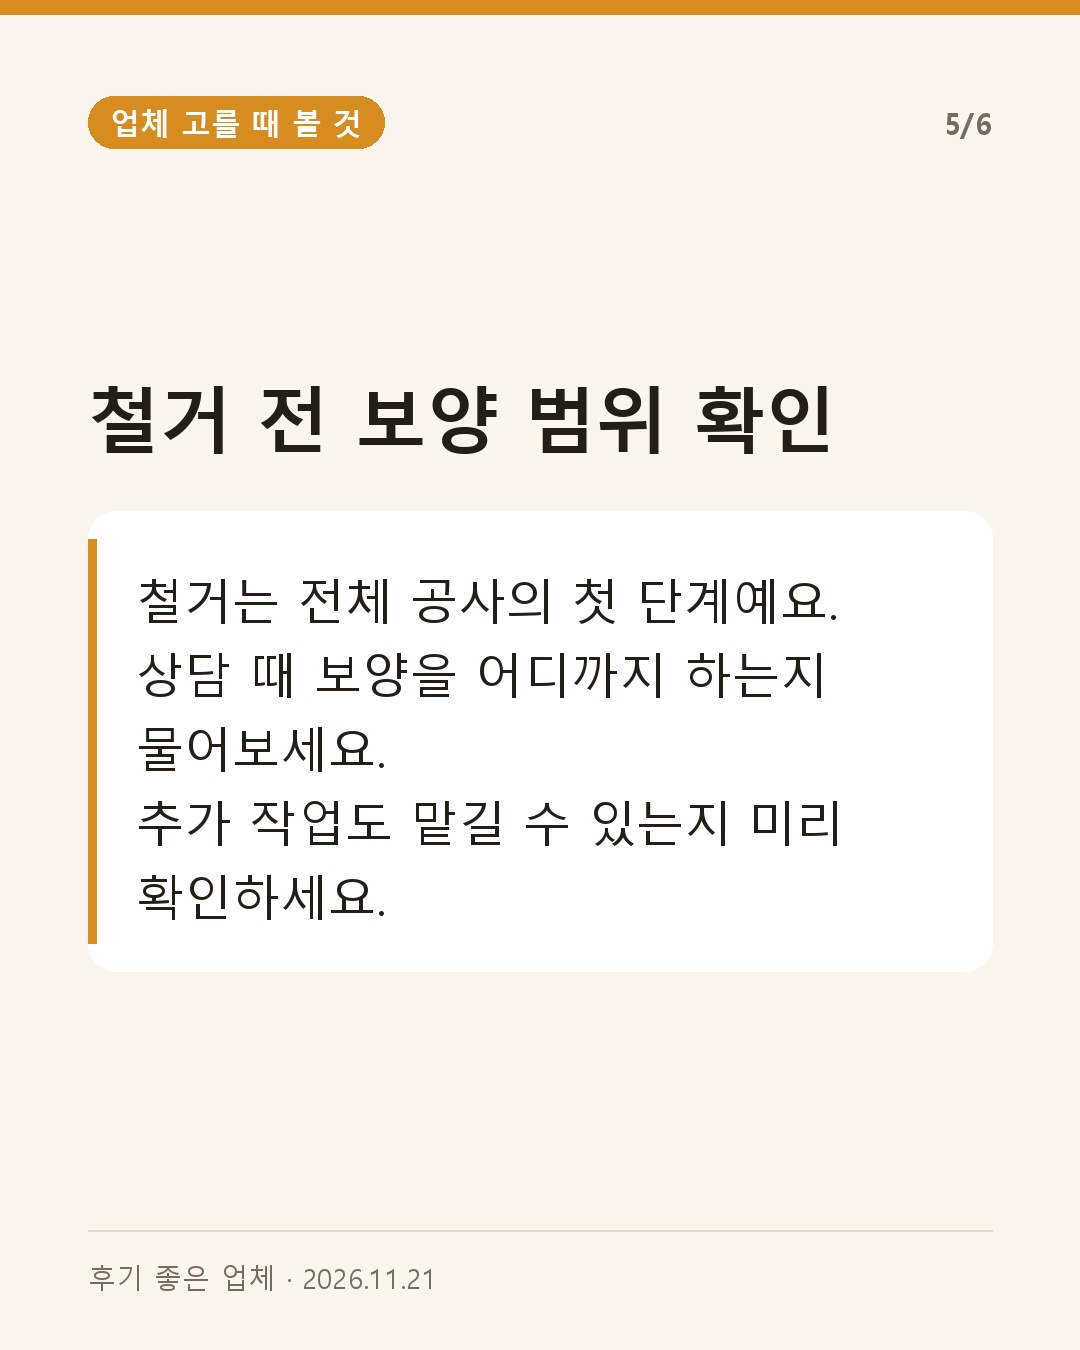 업체 고를 때 볼 것
5/6
철거 전 보양 범위 확인
철거는 전체 공사의 첫 단계예요.
상담 때 보양을 어디까지 하는지
물어보세요.
추가 작업도 맡길 수 있는지 미리
확인하세요.
후기 좋은 업체 · 2026.11.21